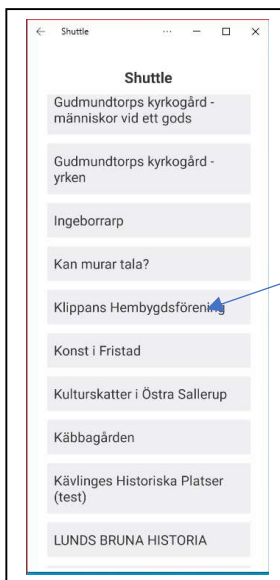 Shuttle
Shuttle
Gudmundtorps kyrkogård -
människor vid ett gods
Gudmundtorps kyrkogård -
yrken
Ingeborrarp
Kan murar tala?
Klippans Hembygdsförening
Konst i Fristad
Kulturskatter i Östra Sallerup
Käbbagården
Kävlinges Historiska Platser
(test)
LUNDS BRUNA HISTORIA